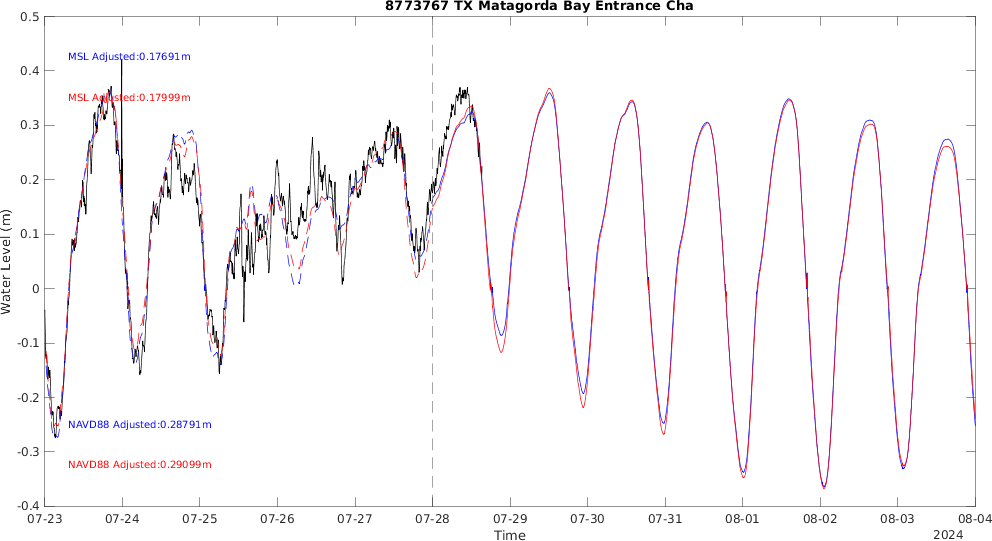 8773767 TX Matagorda Bay Entrance Cha
0.5
0.4
0.3
0.2
0.1
0
-0.1
-0.2
-0.3
-0.4
Water Level (m)
MSL Adjusted:0.17691m
MSL Adjusted:0.17999m
NAVD88 Adjusted:0.28791m
NAVD88 Adjusted:0.29099m
07-23 07-24 07-25 07-26 07-27 07-28 07-29 07-30 07-31 08-01 08-02 08-03 08-04
Time
2024